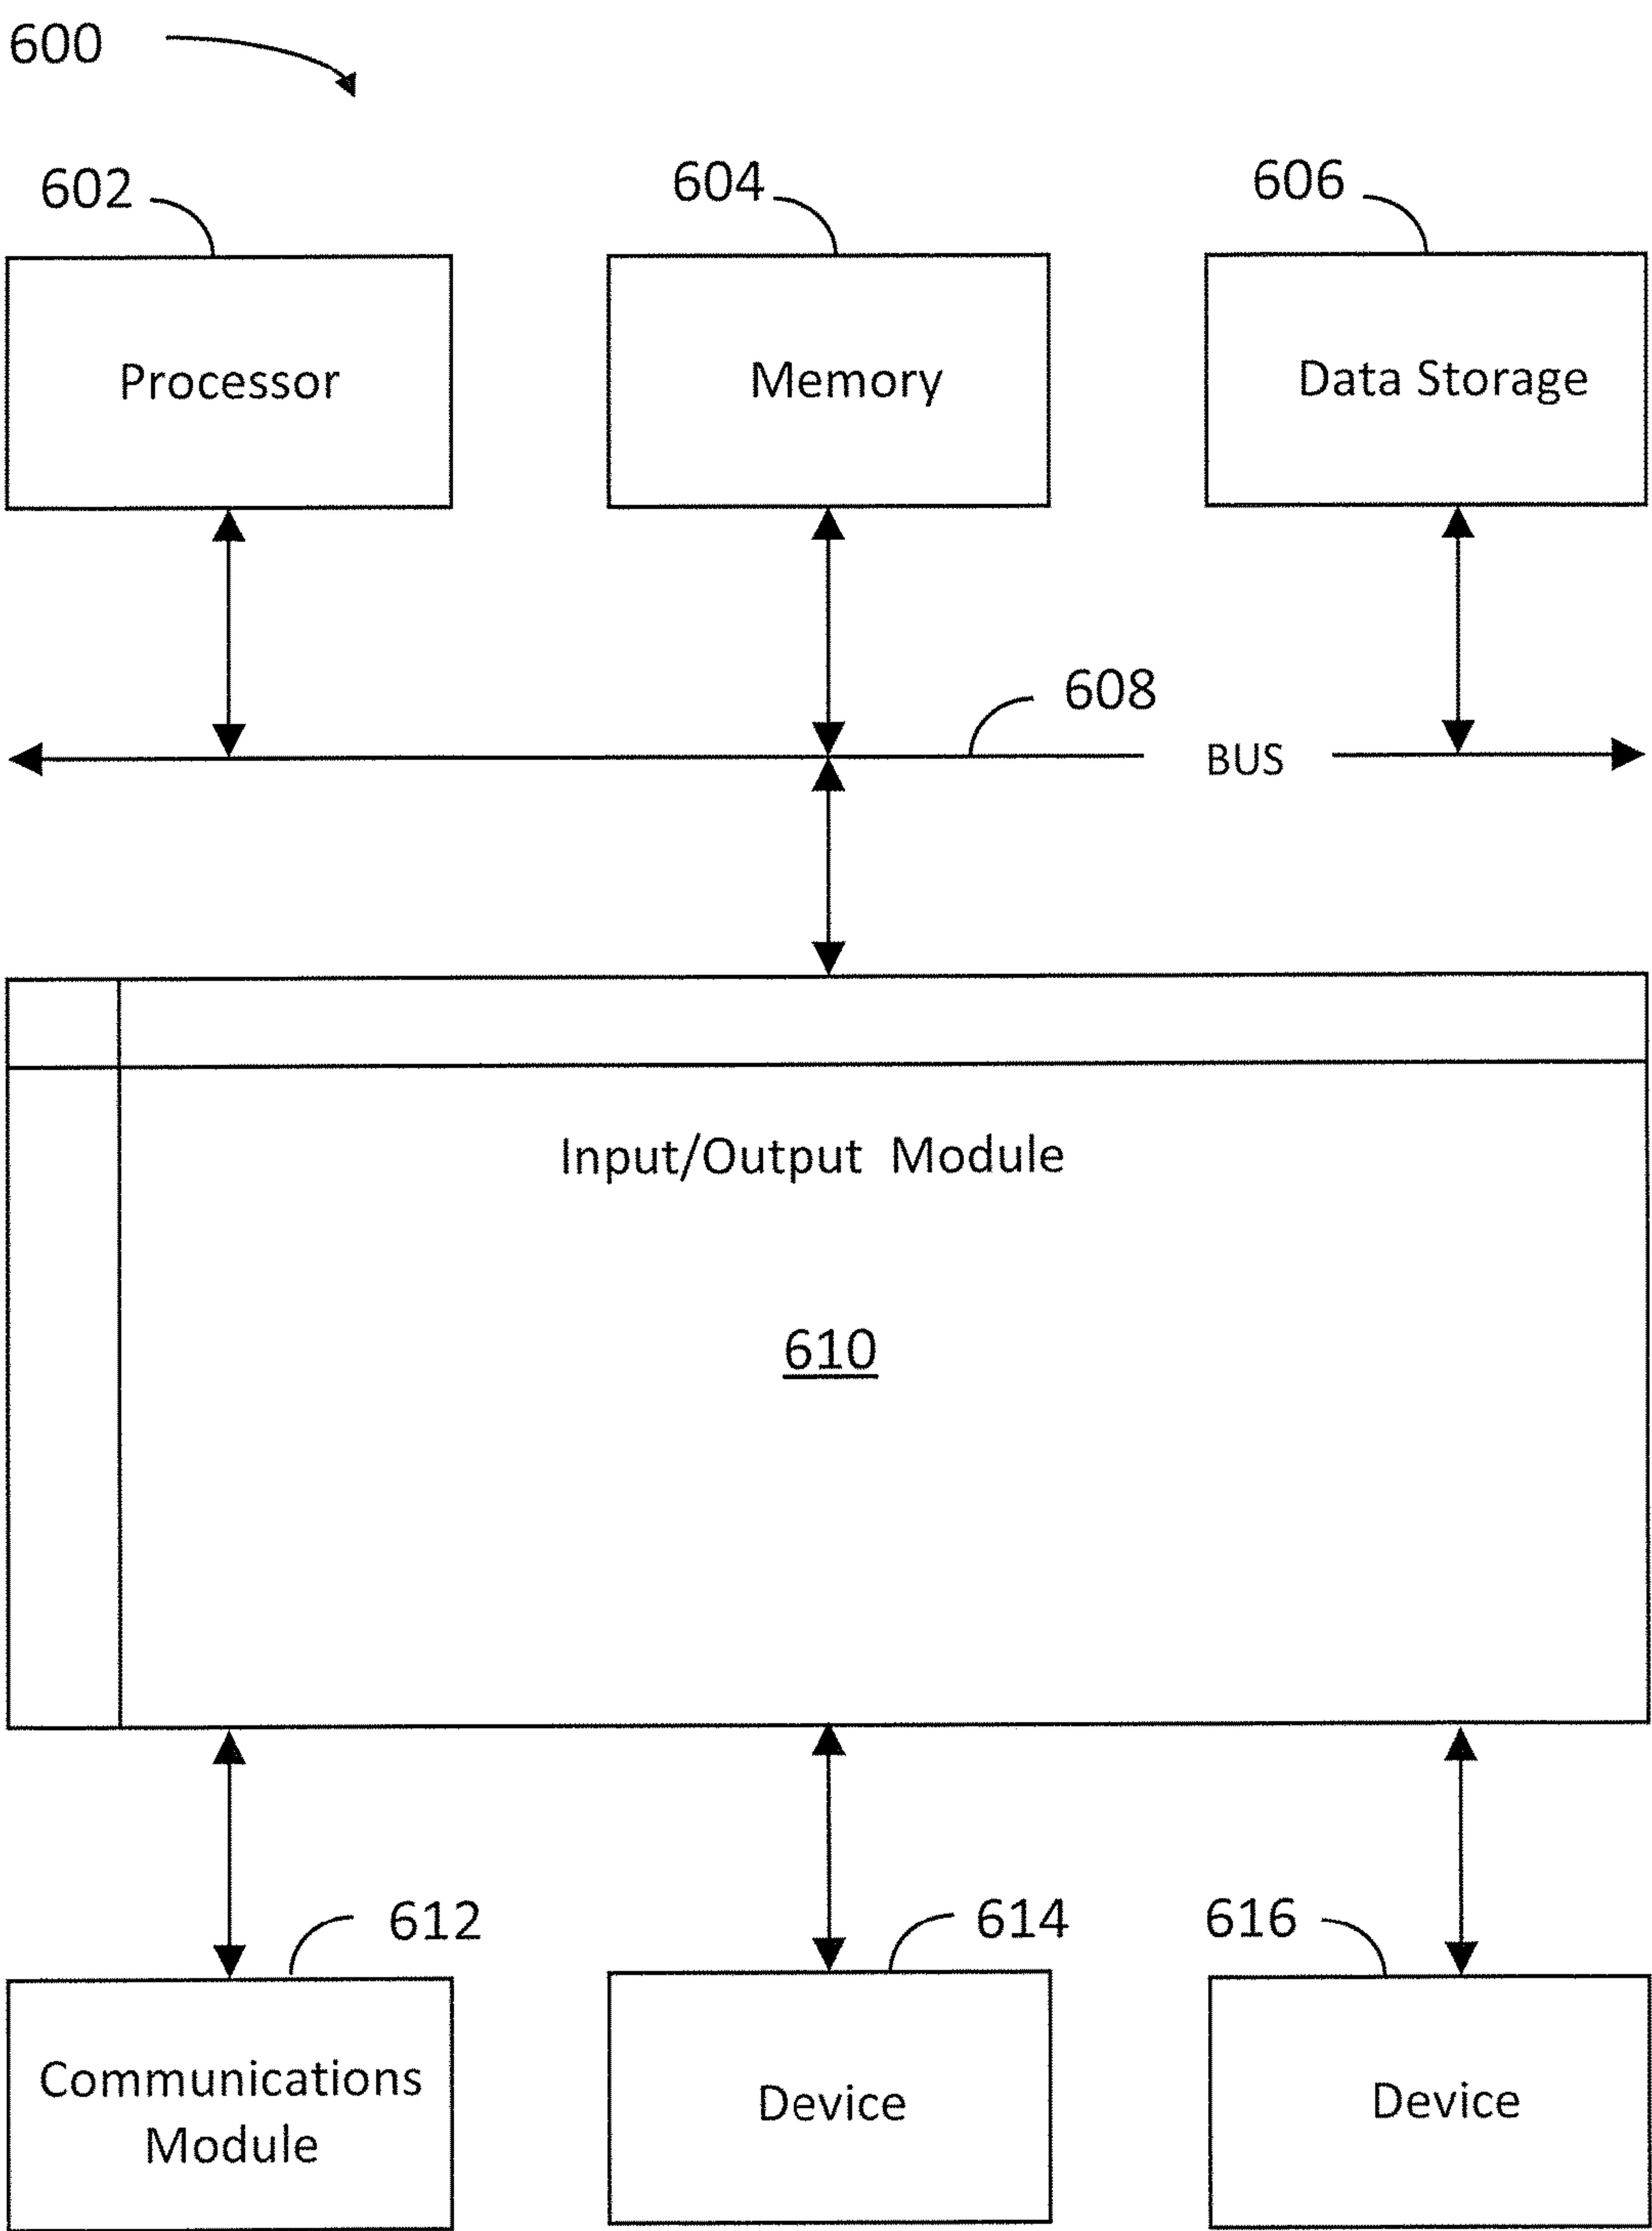 600
602
604
606
Processor
Memory
Data Storage
608
BUS
Input/Output Module
610
612
614
616
Communications
Module
Device
Device